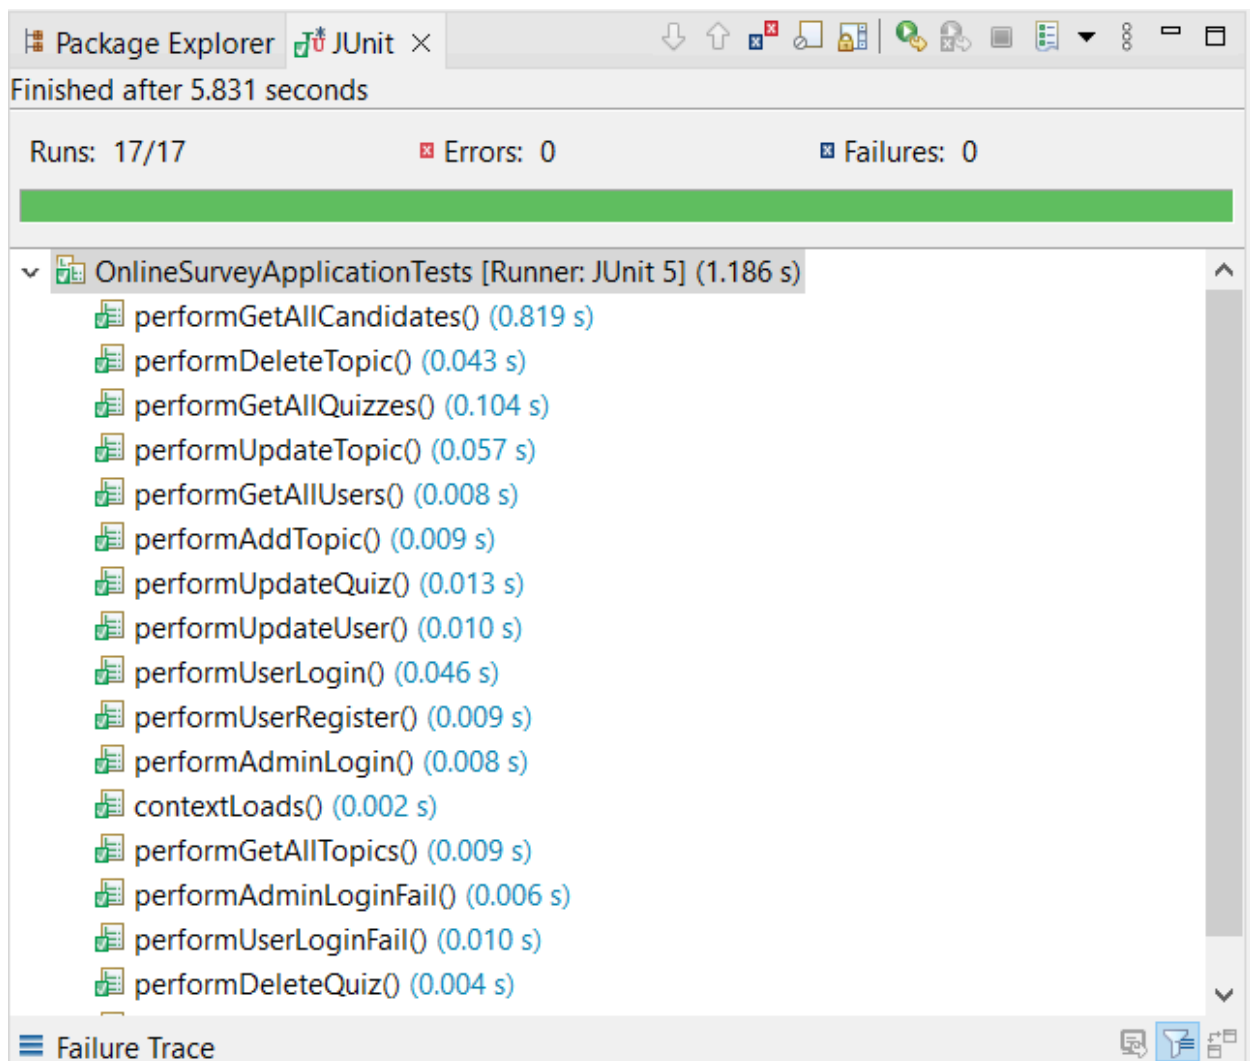 Package Explorer JUnit
Finished after 5.831 seconds
Runs: 17/17 Errors: 0 Failures: 0
OnlineSurveyApplicationTests [Runner: JUnit 5] (1.186 s)
performGetAllCandidates() (0.819 s)
performDeleteTopic() (0.043 s)
performGetAllQuizzes() (0.104 s)
performUpdateTopic() (0.057 s)
performGetAllUsers() (0.008 s)
performAddTopic() (0.009 s)
performUpdateQuiz() (0.013 s)
performUpdateUser() (0.010 s)
performUserLogin() (0.046 s)
performUserRegister() (0.009 s)
performAdminLogin() (0.008 s)
contextLoads() (0.002 s)
performGetAllTopics() (0.009 s)
performAdminLoginFail() (0.006 s)
performUserLoginFail() (0.010 s)
performDeleteQuiz() (0.004 s)
Failure Trace